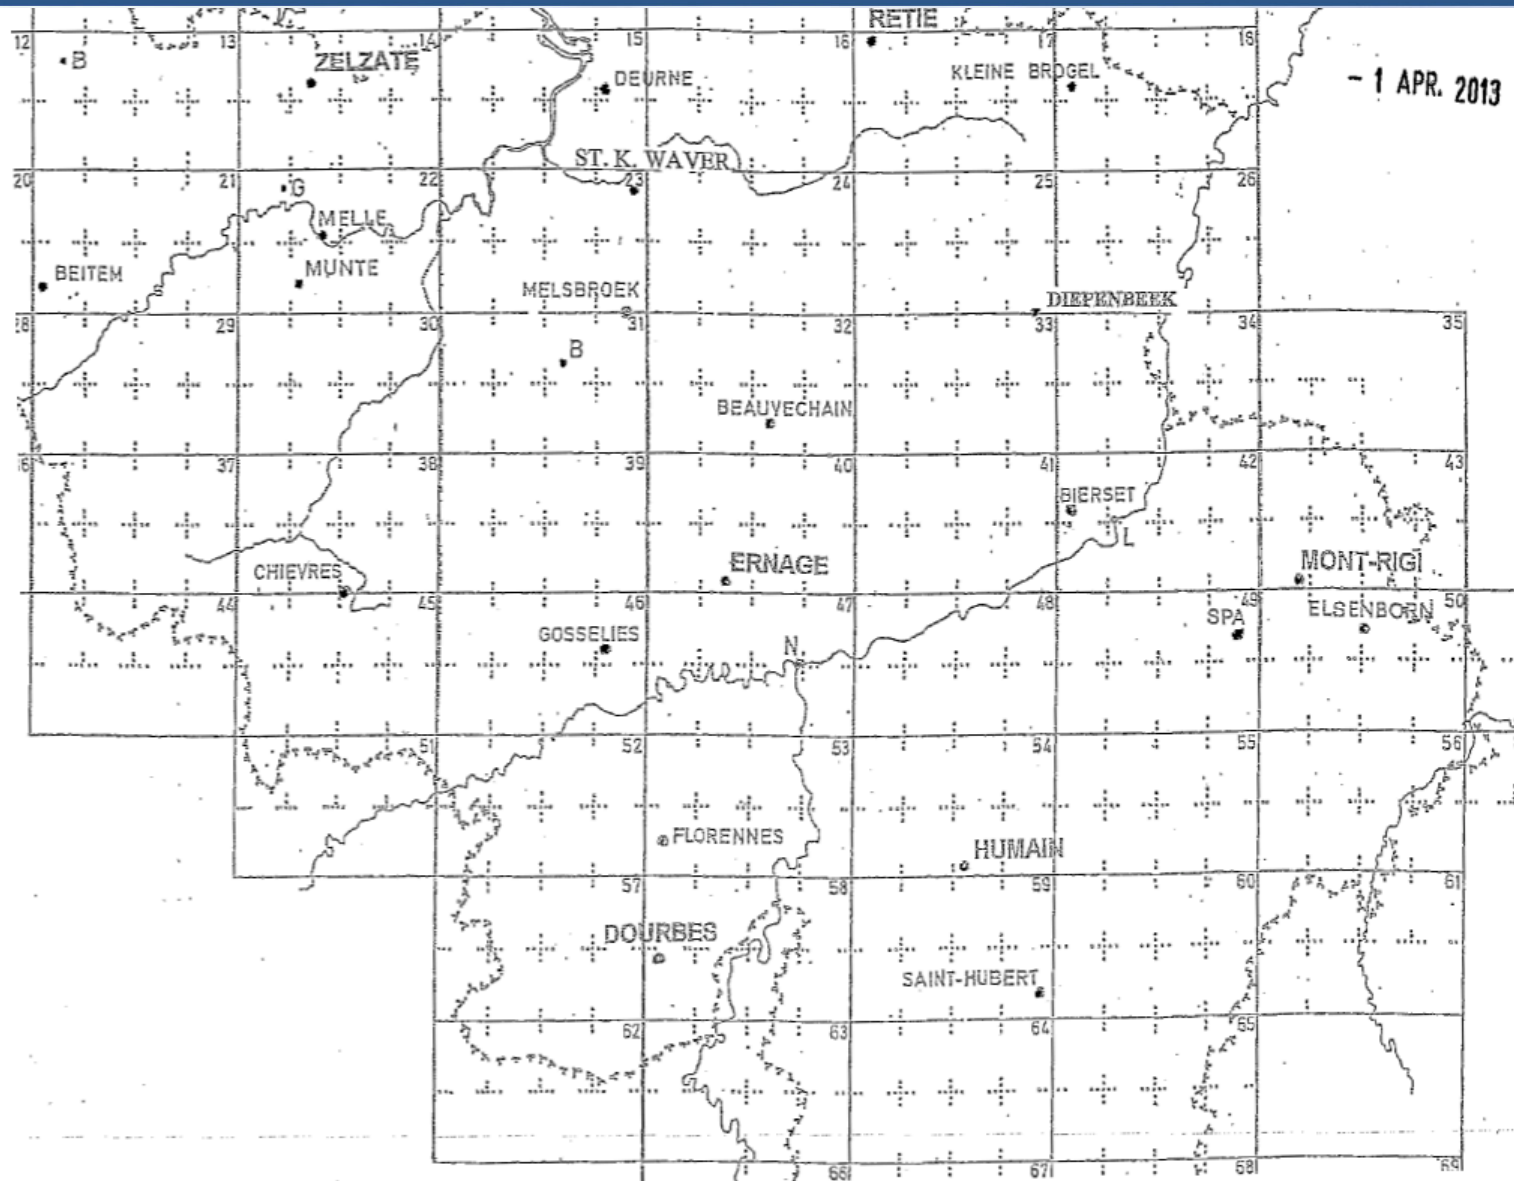 RETIE
12 13 14 15 16 17 18
B
ZELZATE
DEURNE
KLEINE BROGEL
- 1 APR. 2013
ST. K. WAVER
20 21 22 23 24 25 26
G
MELLE
BEITEM
MUNTE
MELSBROEK
DIEPENBEEK
28 29 30 31 32 33 34 35
B
BEAUVECHAIN
37 38 39 40 41 42 43
BIERSET
L
CHIEVRES
ERNAGE
MONT-RIGI
44 45 46 47 48 49 50
GOSSELIES
SPA
ELSENBORN
N
51 52 53 54 55 56
FLORENNES
HUMAIN
57 58 59 60 61
DOURBES
SAINT-HUBERT
62 63 64 65
66 67 68 69